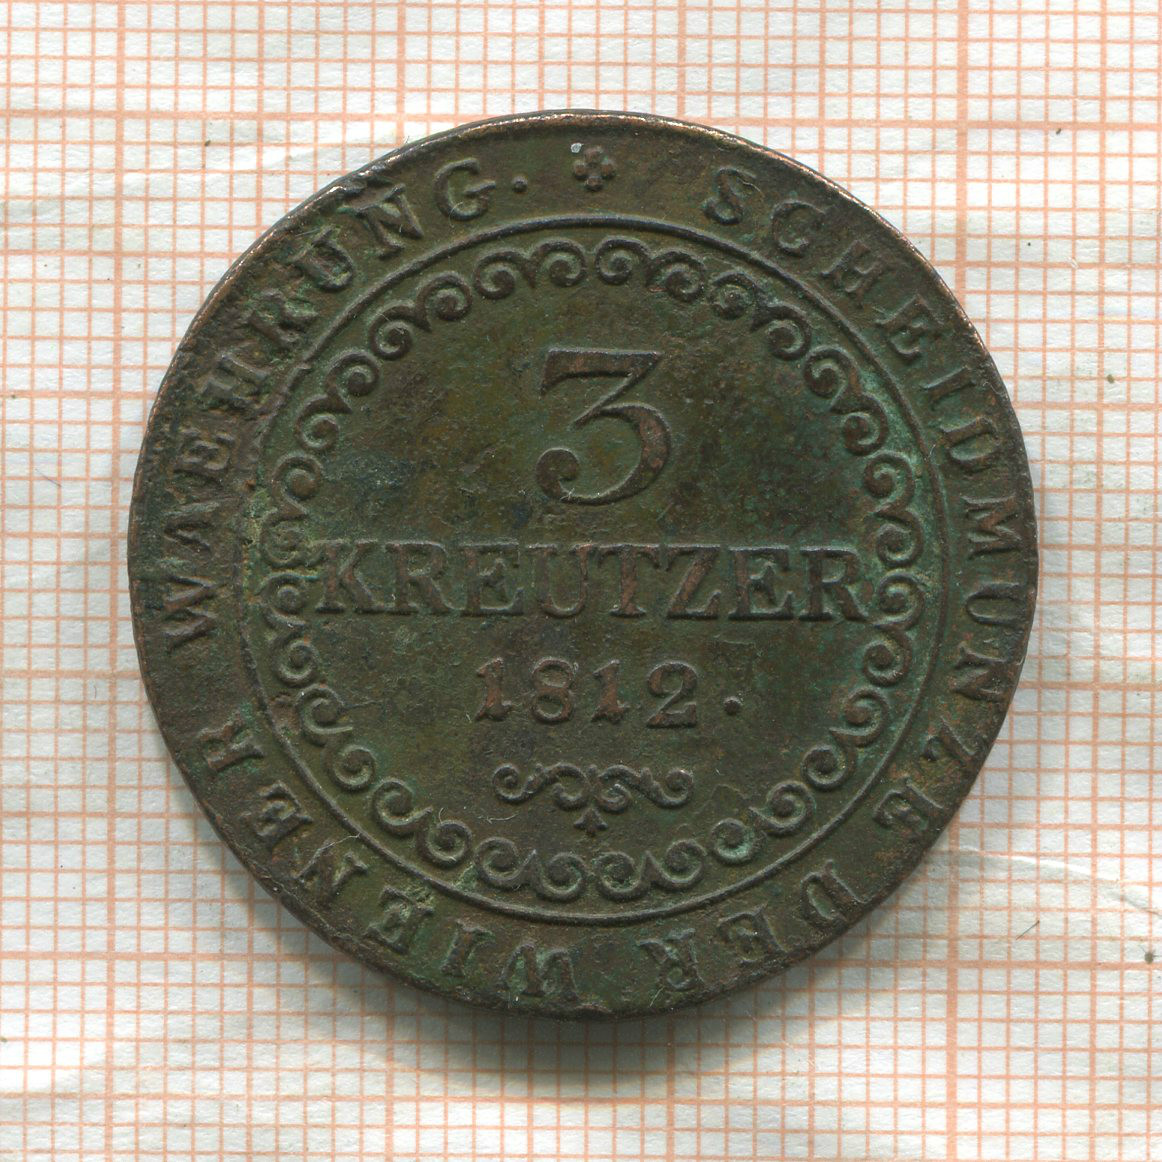 SCHEIDMUNZE DER WIENER WAEHRUNG.
3
KREUTZER
1812.